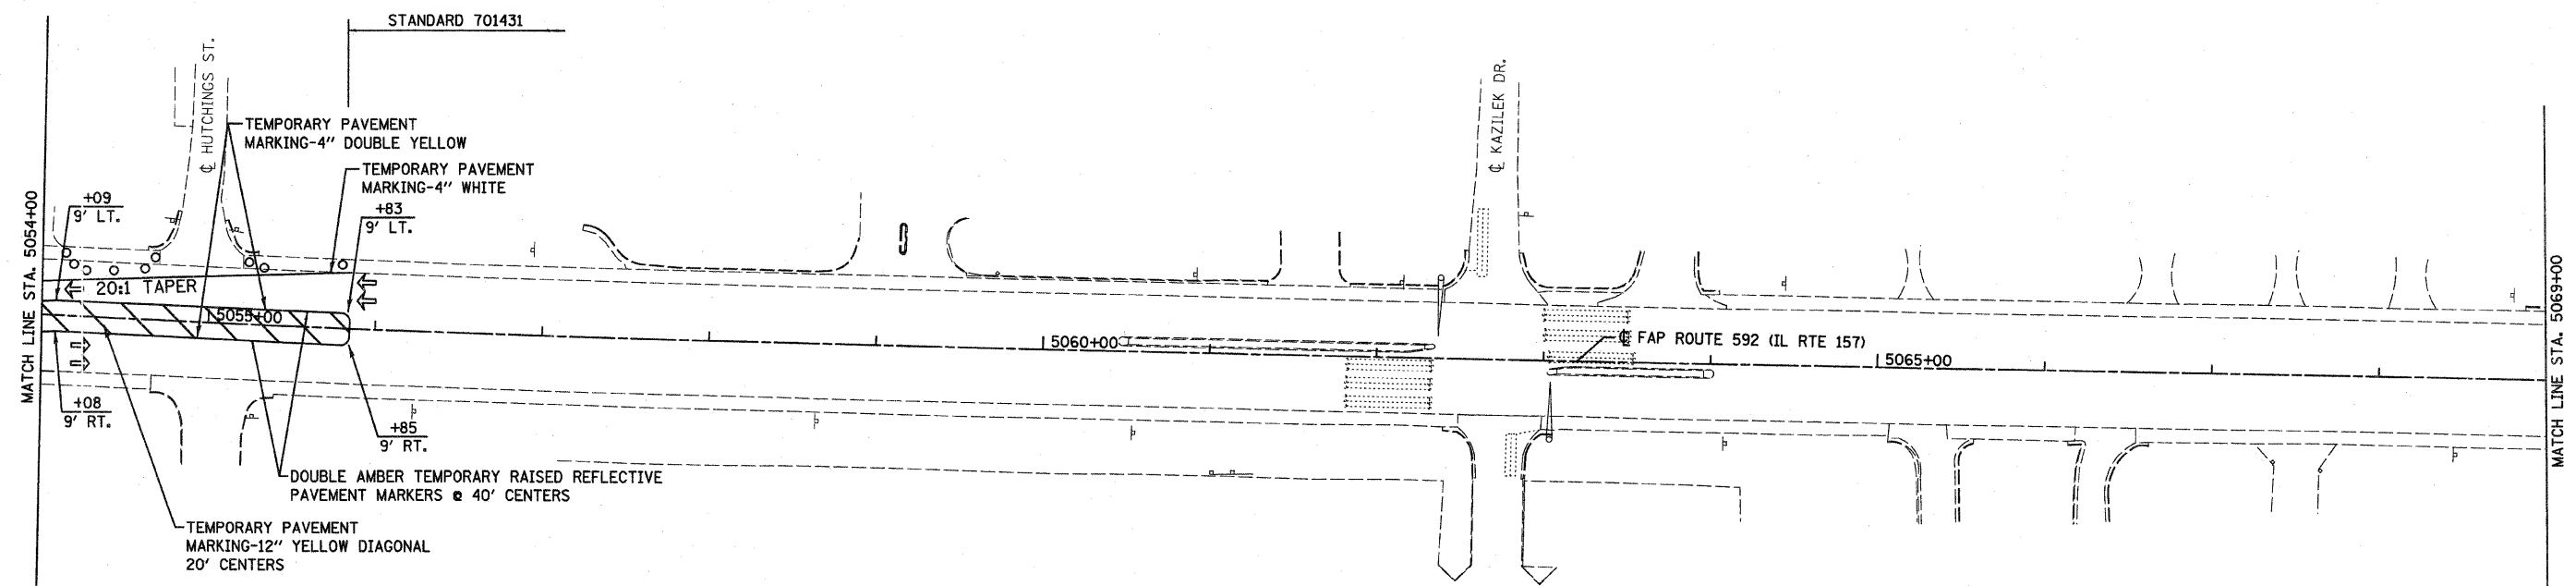 STANDARD 701431
℄ HUTCHINGS ST.
TEMPORARY PAVEMENT
MARKING-4" DOUBLE YELLOW
TEMPORARY PAVEMENT
MARKING-4" WHITE
℄ KAZILEK DR.
MATCH LINE STA. 5054+00
+09
9' LT.
+83
9' LT.
20:1 TAPER
5055+00
5060+00
℄ FAP ROUTE 592 (IL RTE 157)
5065+00
MATCH LINE STA. 5069+00
+08
9' RT.
+85
9' RT.
DOUBLE AMBER TEMPORARY RAISED REFLECTIVE
PAVEMENT MARKERS @ 40' CENTERS
TEMPORARY PAVEMENT
MARKING-12" YELLOW DIAGONAL
20' CENTERS